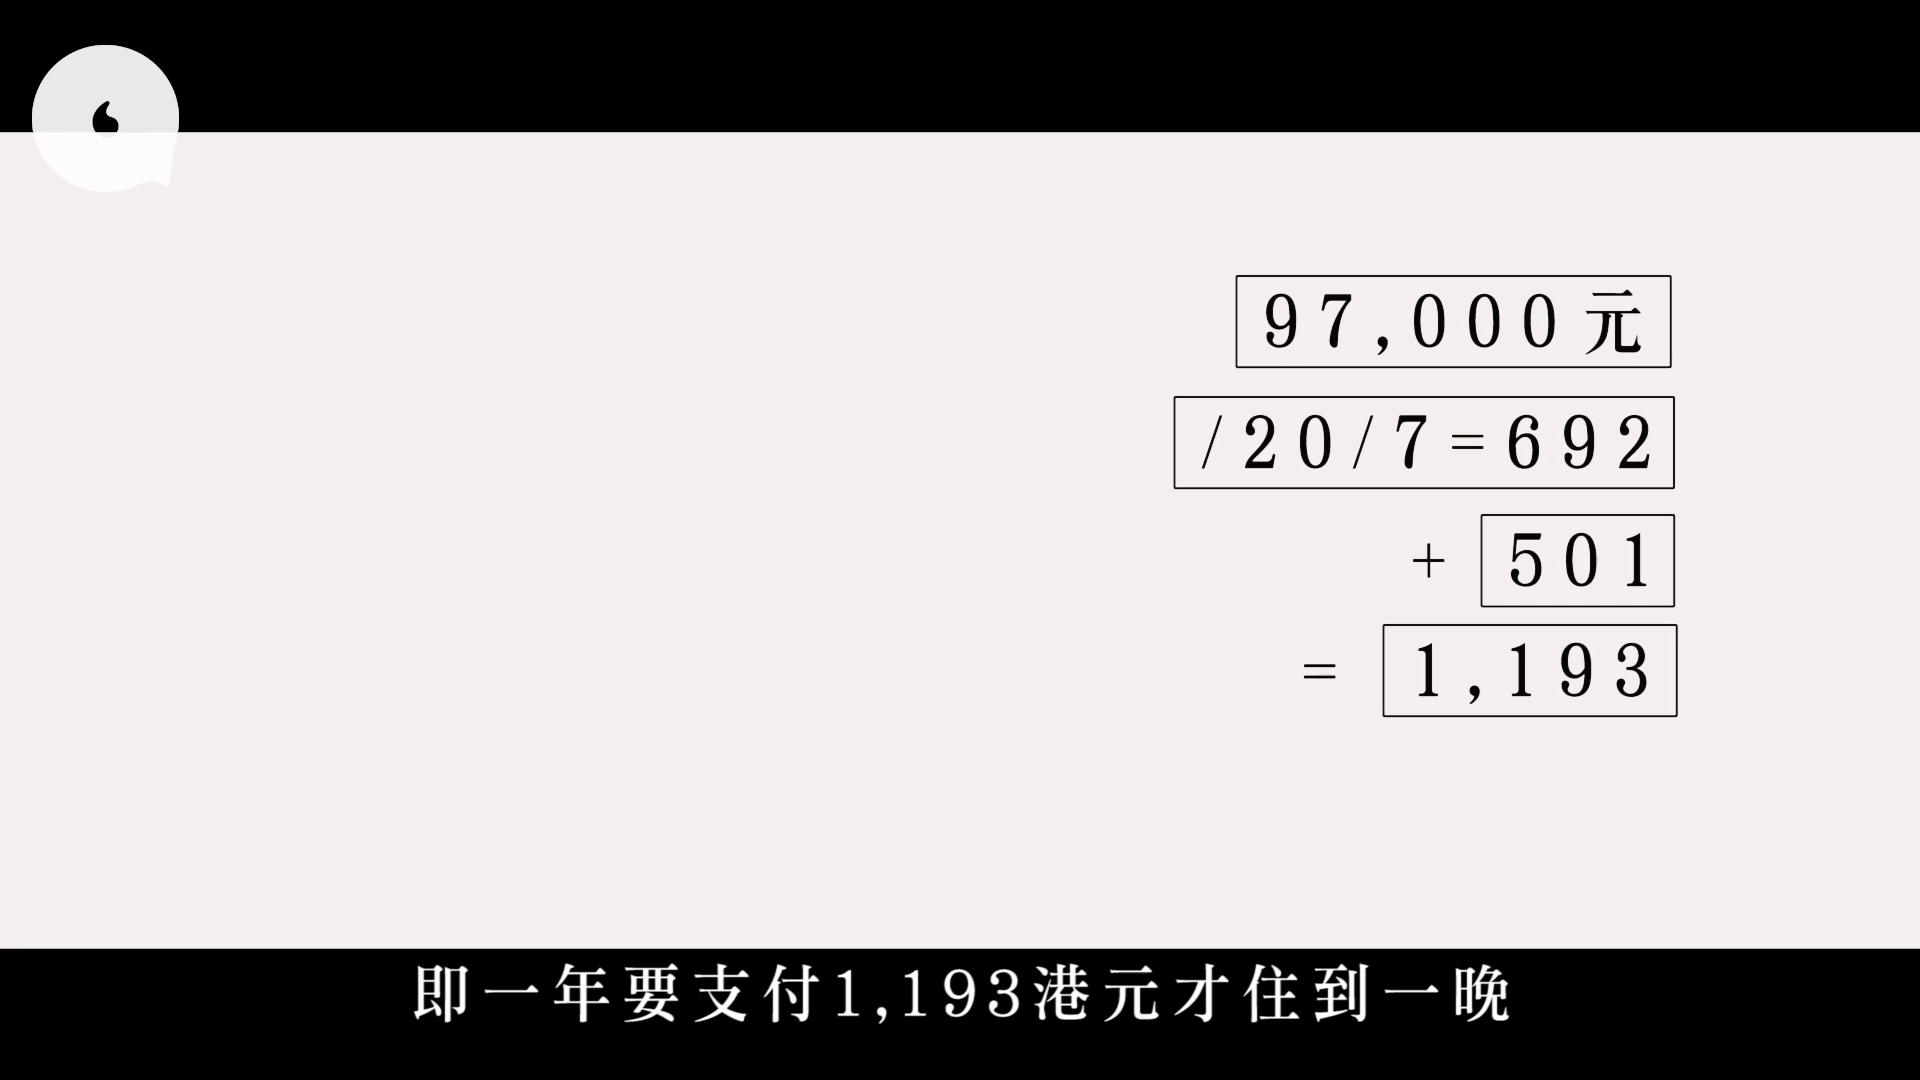 97,000元
/20/7=692
+ 501
= 1,193
即一年要支付1,193港元才住到一晚